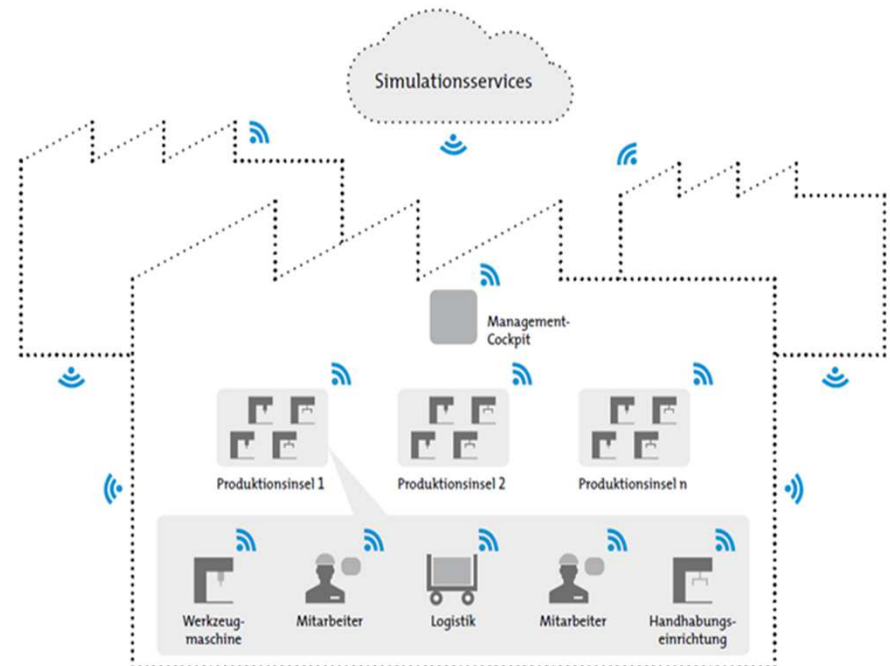 Simulationsservices
Management-
Cockpit
Produktionsinsel 1
Produktionsinsel 2
Produktionsinsel n
Werkzeug-
maschine
Mitarbeiter
Logistik
Mitarbeiter
Handhabungs-
einrichtung